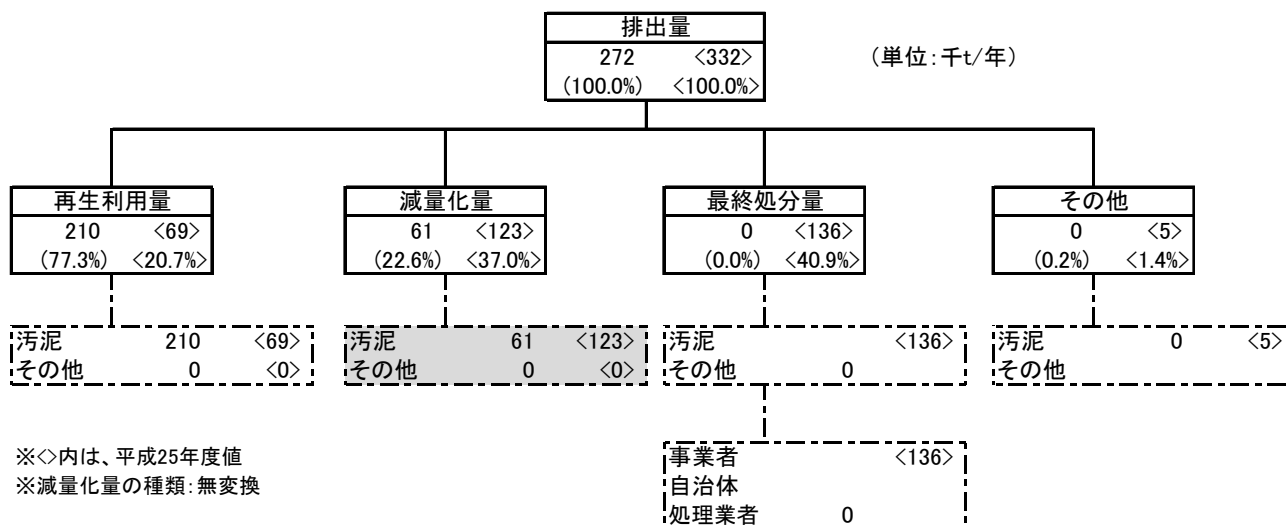 排出量
272 <332>
(100.0%) <100.0%>
(単位:千t/年)
再生利用量
210 <69>
(77.3%) <20.7%>
減量化量
61 <123>
(22.6%) <37.0%>
最終処分量
0 <136>
(0.0%) <40.9%>
その他
0 <5>
(0.2%) <1.4%>
汚泥 210 <69>
その他 0 <0>
汚泥 61 <123>
その他 0 <0>
汚泥 <136>
その他 0
汚泥 0 <5>
その他
事業者 <136>
自治体
処理業者 0
※<>内は、平成25年度値
※減量化量の種類:無変換